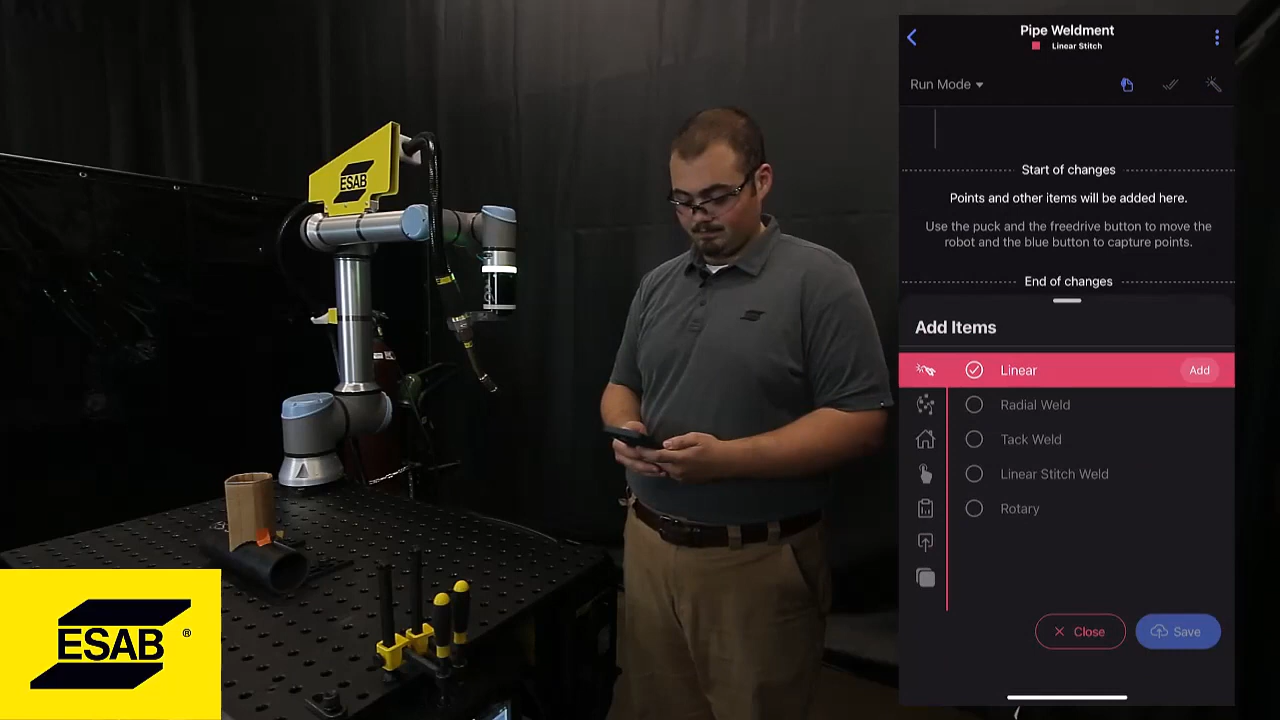 Pipe Weldment
Linear Stitch
Run Mode
Start of changes
Points and other items will be added here.
Use the puck and the freedrive button to move the
robot and the blue button to capture points.
End of changes
Add Items
Linear
Add
Radial Weld
Tack Weld
Linear Stitch Weld
Rotary
Close
Save
ESAB
ESAB ®